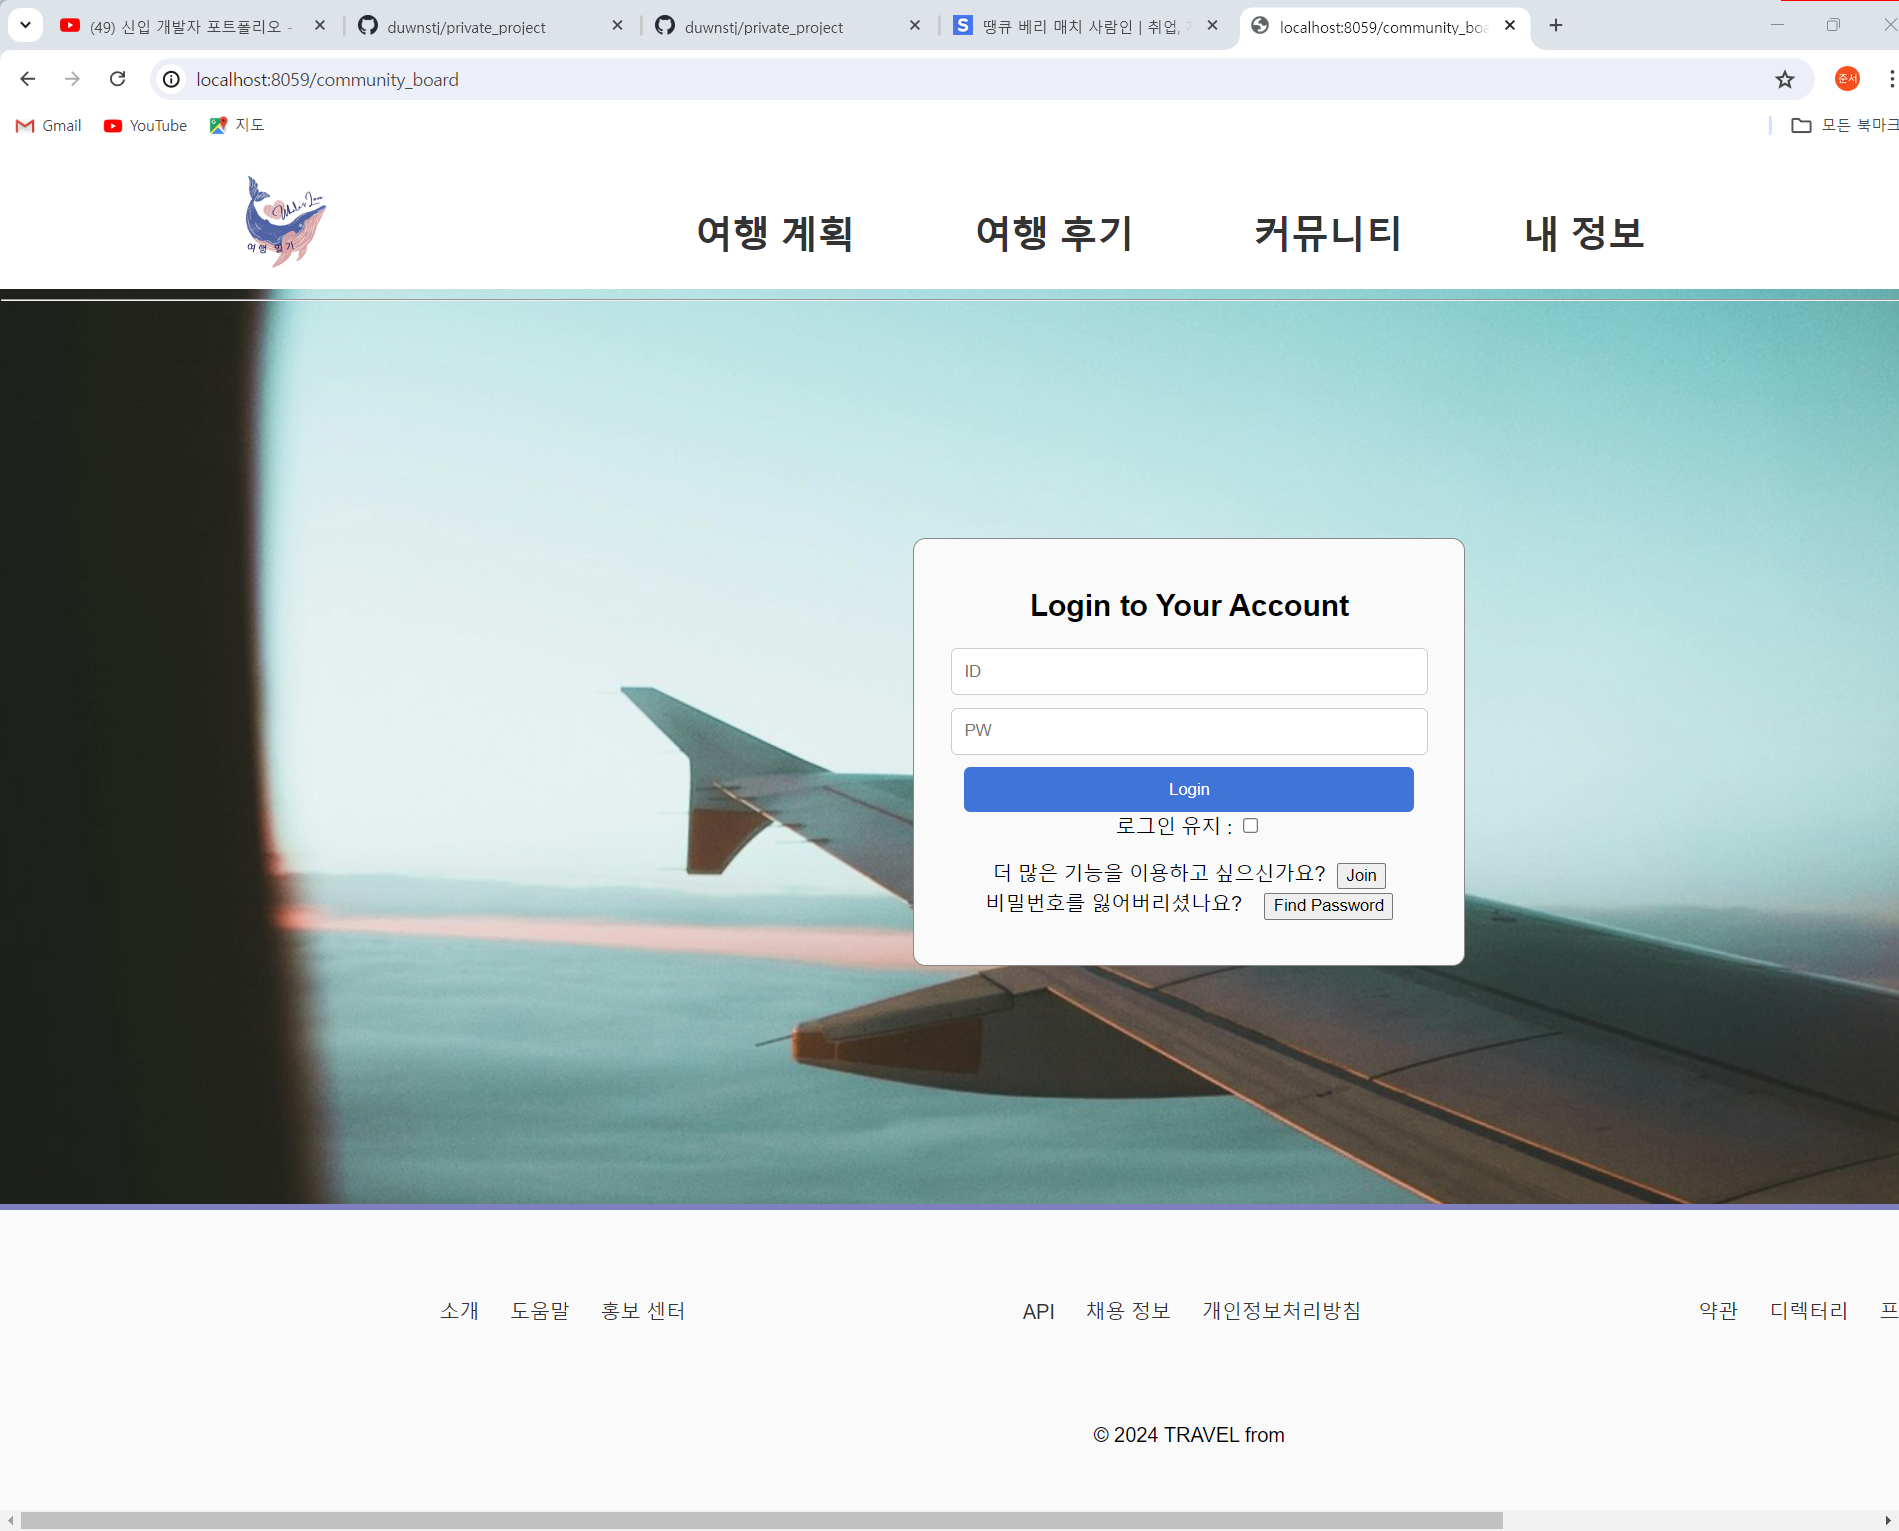 (49) 신입 개발자 포트폴리오 -
duwnstj/private_project
duwnstj/private_project
땡큐 베리 매치 사람인 | 취업,
localhost:8059/community_boa
localhost:8059/community_board
준서
Gmail
YouTube
지도
모든 북마크
여행
여행 계획
여행 후기
커뮤니티
내 정보
Login to Your Account
ID
PW
Login
로그인 유지 :
더 많은 기능을 이용하고 싶으신가요? Join
비밀번호를 잃어버리셨나요? Find Password
소개 도움말 홍보 센터
API 채용 정보 개인정보처리방침
약관 디렉터리 프
© 2024 TRAVEL from